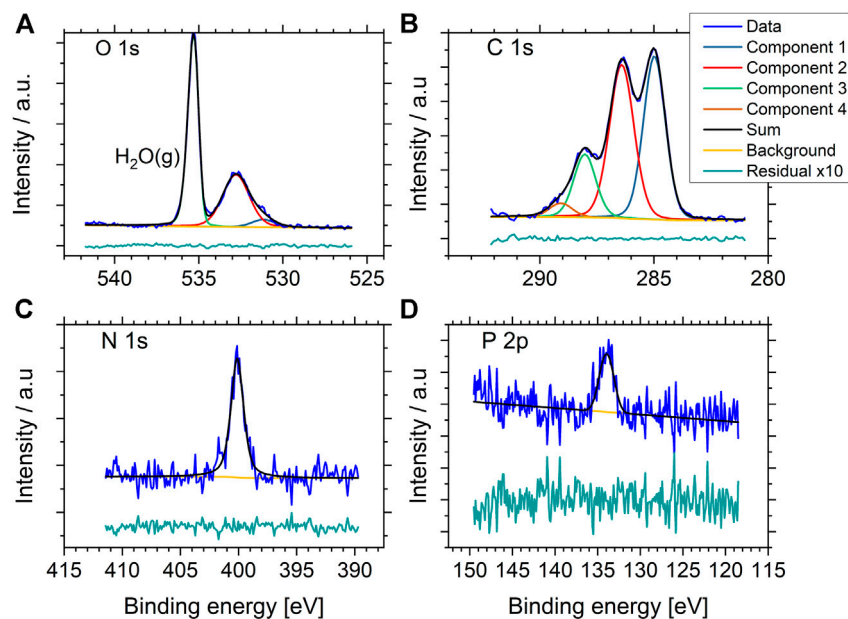 A
O 1s
H₂O(g)
Intensity / a.u.
540 535 530 525
B
C 1s
Intensity / a.u.
290 285 280
Data
Component 1
Component 2
Component 3
Component 4
Sum
Background
Residual x10
C
N 1s
Intensity / a.u
415 410 405 400 395 390
Binding energy [eV]
D
P 2p
Intensity / a.u.
150 145 140 135 130 125 120 115
Binding energy [eV]